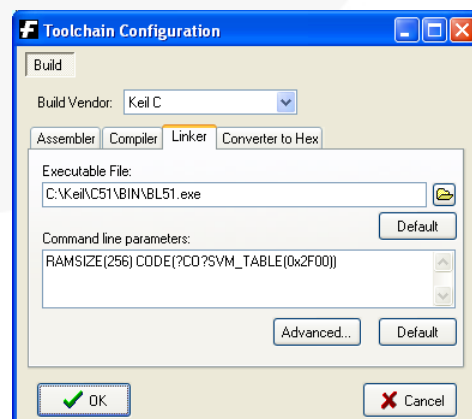 F Toolchain Configuration
Build
Build Vendor: Keil C
Assembler Compiler Linker Converter to Hex
Executable File:
C:\Keil\C51\BIN\BL51.exe
Default
Command line parameters:
RAMSIZE(256) CODE(?CO?SVM_TABLE(0x2F00))
Advanced... Default
OK Cancel